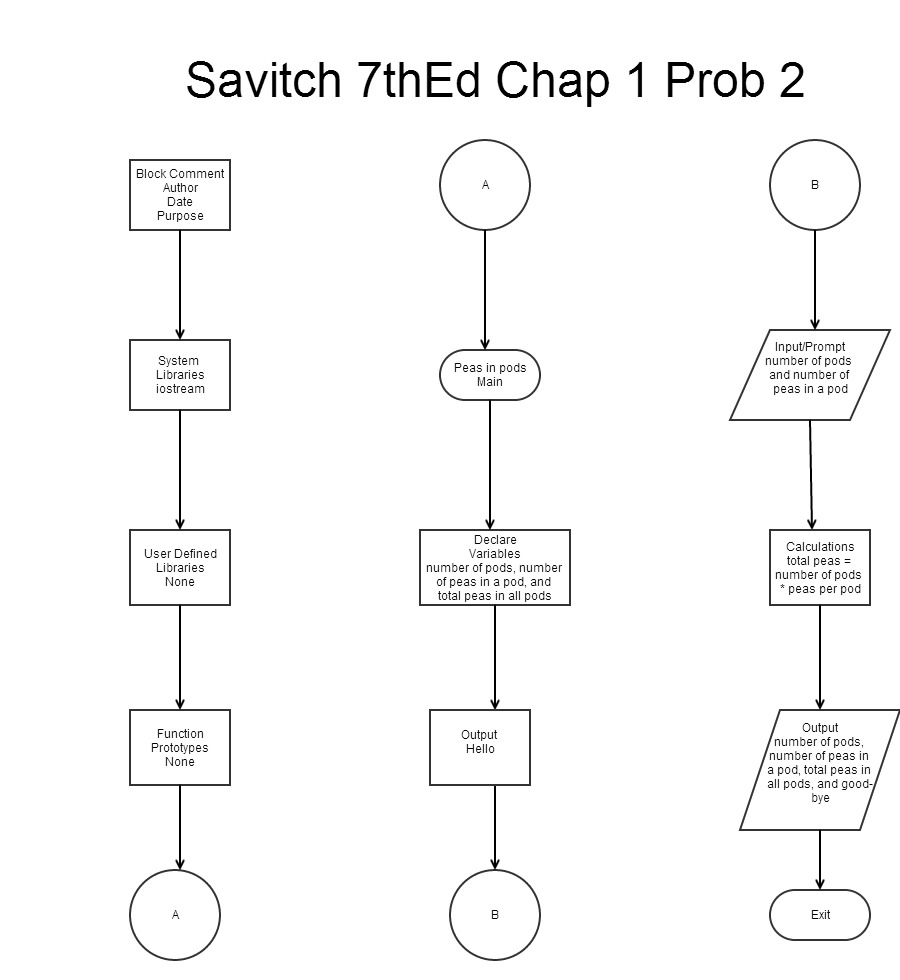 Savitch 7thEd Chap 1 Prob 2
Block Comment
Author
Date
Purpose
System
Libraries
iostream
User Defined
Libraries
None
Function
Prototypes
None
A
A
Peas in pods
Main
Declare
Variables
number of pods, number
of peas in a pod, and
total peas in all pods
Output
Hello
B
B
Input/Prompt
number of pods
and number of
peas in a pod
Calculations
total peas =
number of pods
* peas per pod
Output
number of pods,
number of peas in
a pod, total peas in
all pods, and good-
bye
Exit